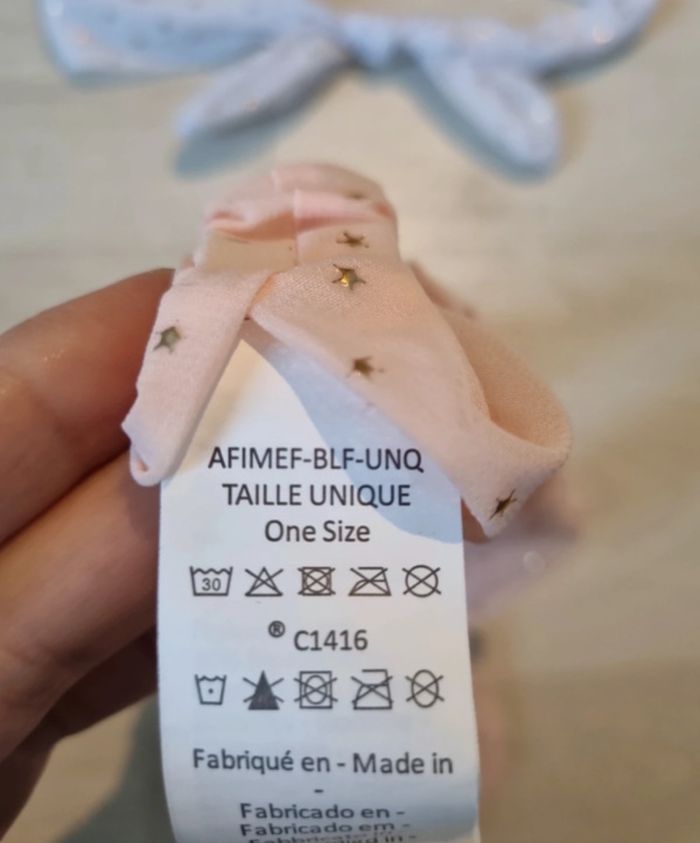 AFIMEF-BLF-UNQ
TAILLE UNIQUE
One Size
30
® C1416
Fabriqué en - Made in
-
Fabricado en -
Fabricado em -